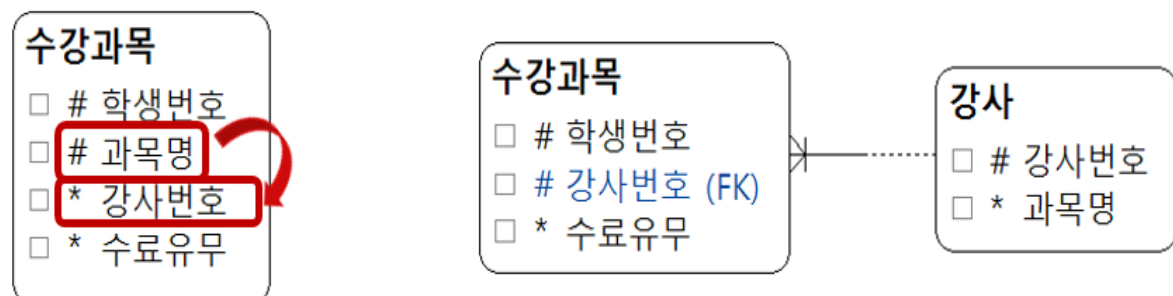 수강과목
# 학생번호
# 과목명
* 강사번호
* 수료유무
수강과목
# 학생번호
# 강사번호 (FK)
* 수료유무
강사
# 강사번호
* 과목명